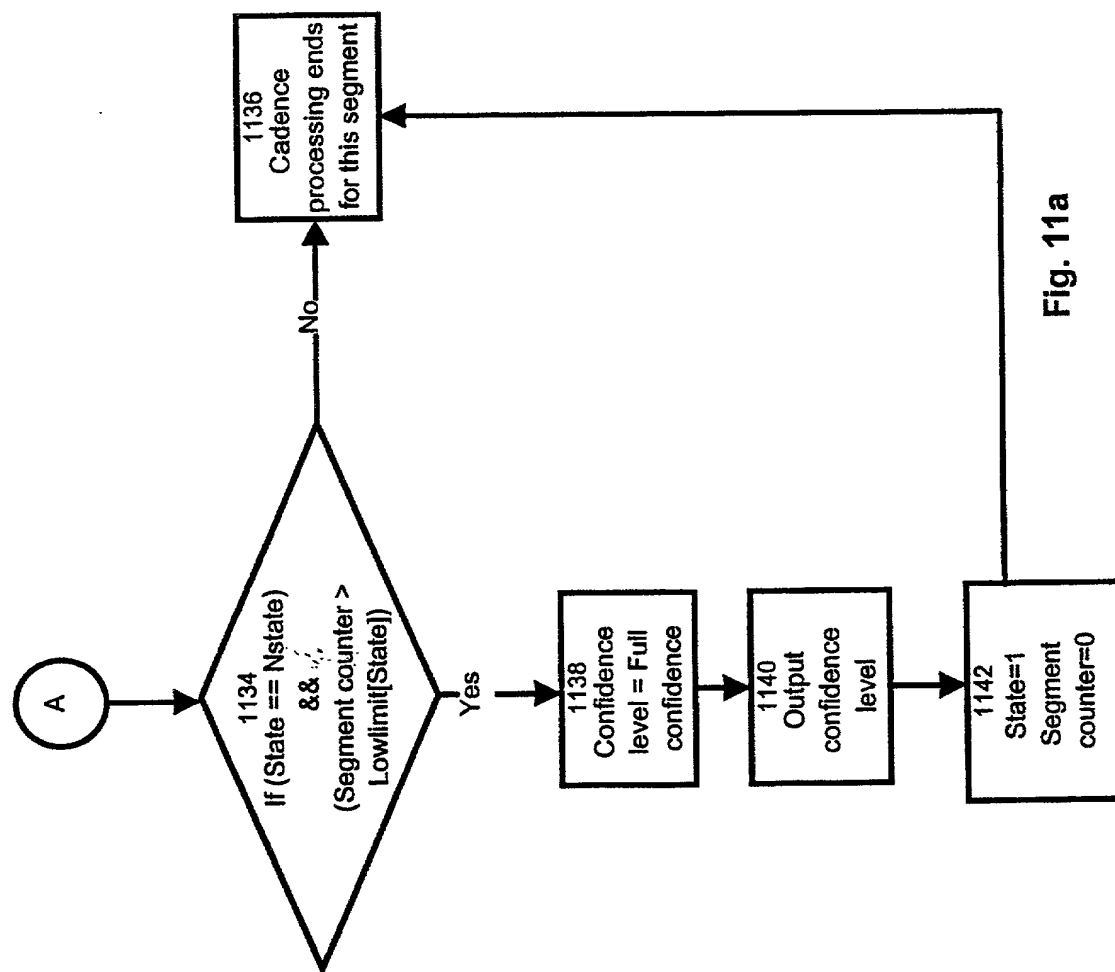 A
1134
If (State == Nstate)
&&
(Segment counter >
Lowlimit[State])
No
1136
Cadence
processing ends
for this segment
Yes
1138
Confidence
level = Full
confidence
1140
Output
confidence
level
1142
State=1
Segment
counter=0
Fig. 11a